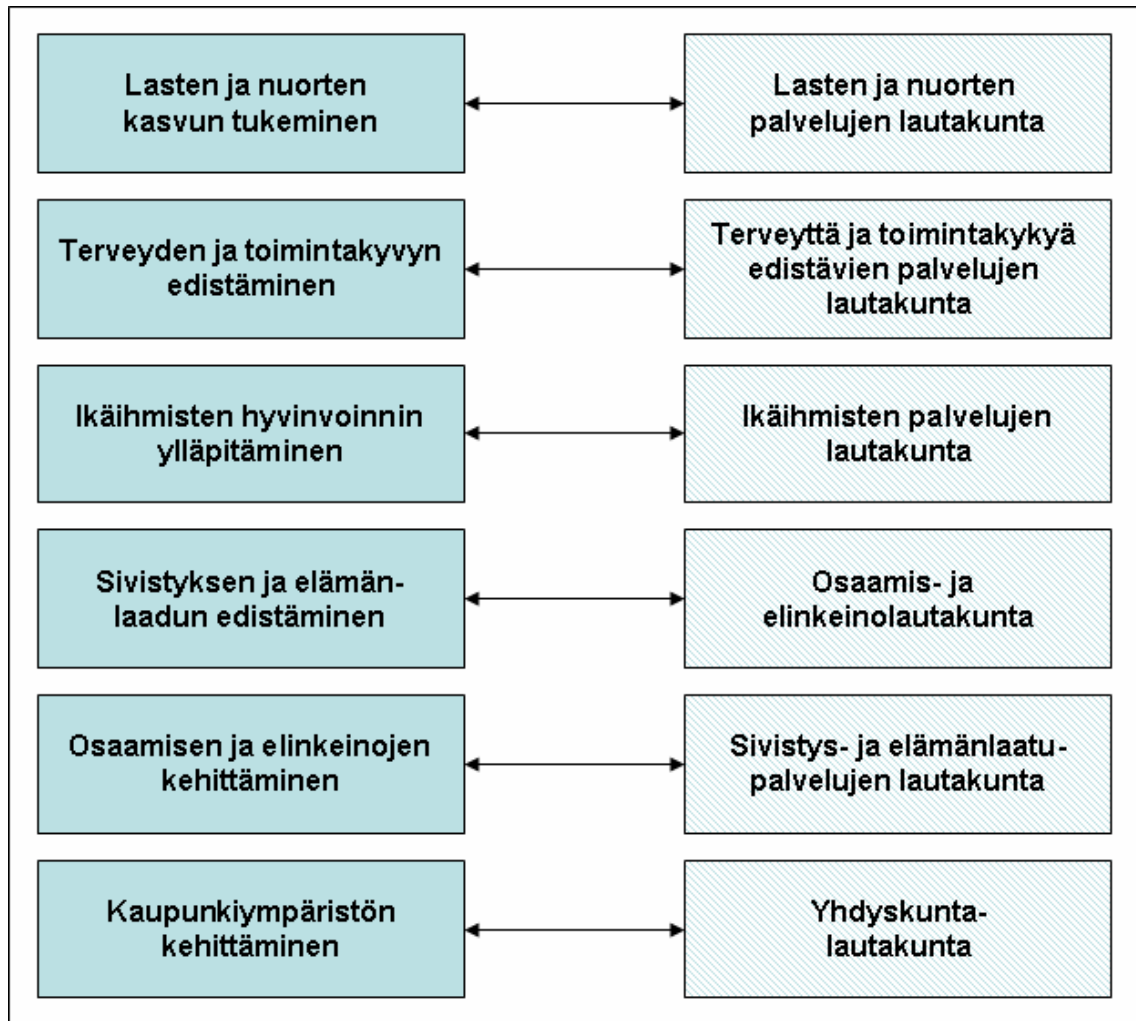 Lasten ja nuorten
kasvun tukeminen
Lasten ja nuorten
palvelujen lautakunta
Terveyden ja toimintakyvyn
edistäminen
Terveyttä ja toimintakykyä
edistävien palvelujen
lautakunta
Ikäihmisten hyvinvoinnin
ylläpitäminen
Ikäihmisten palvelujen
lautakunta
Sivistyksen ja elämän-
laadun edistäminen
Osaamis- ja
elinkeinolautakunta
Osaamisen ja elinkeinojen
kehittäminen
Sivistys- ja elämänlaatu-
palvelujen lautakunta
Kaupunkiympäristön
kehittäminen
Yhdyskunta-
lautakunta